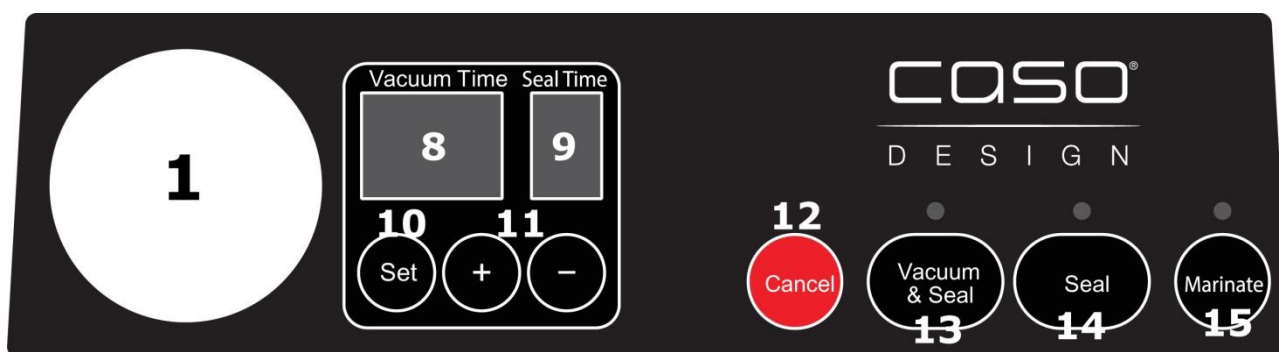 Vacuum Time Seal Time
caso®
DESIGN
1
8 9
10 11
12
Set + −
Cancel
Vacuum
& Seal
Seal
Marinate
13 14 15